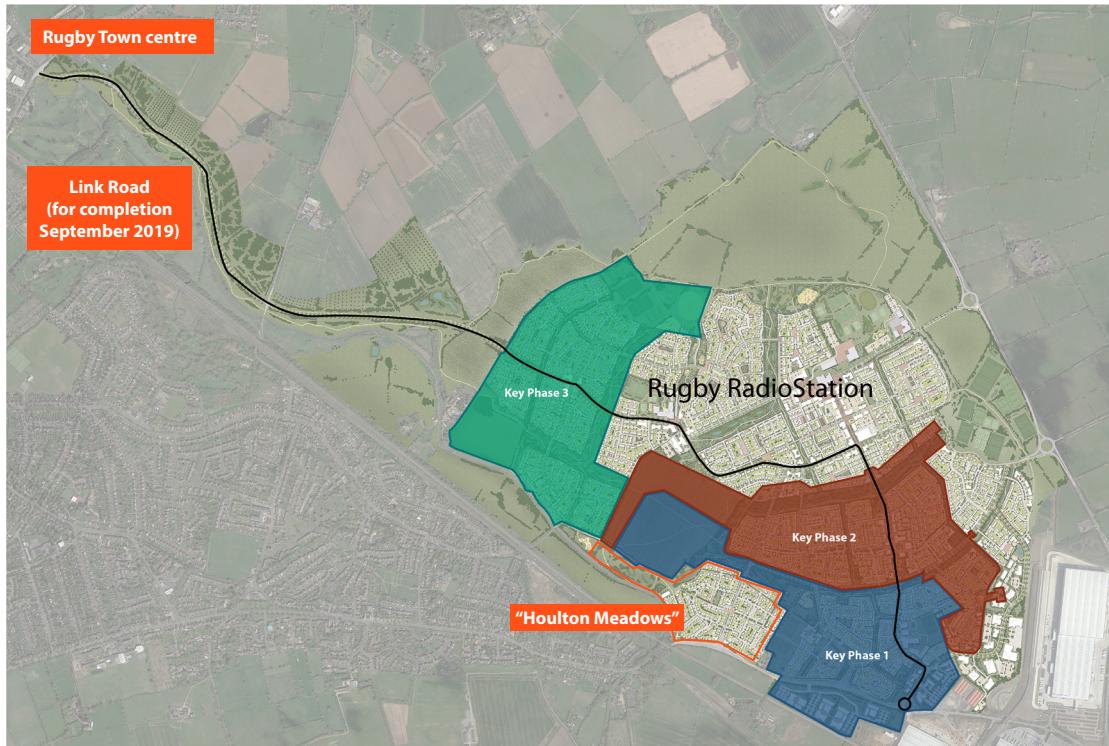 Rugby Town centre
Link Road
(for completion
September 2019)
Key Phase 3
Rugby RadioStation
Key Phase 2
"Houlton Meadows"
Key Phase 1